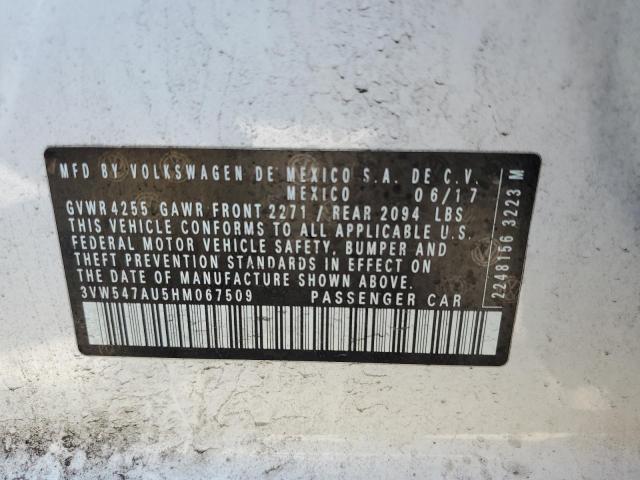 MFD BY VOLKSWAGEN DE MEXICO S.A. DE C.V.
MEXICO 06/17
GVWR 4255 GAWR FRONT 2271 / REAR 2094 LBS
THIS VEHICLE CONFORMS TO ALL APPLICABLE U.S.
FEDERAL MOTOR VEHICLE SAFETY, BUMPER AND
THEFT PREVENTION STANDARDS IN EFFECT ON
THE DATE OF MANUFACTURE SHOWN ABOVE.
3VW547AU5HM067509 PASSENGER CAR
2248156 3223 M